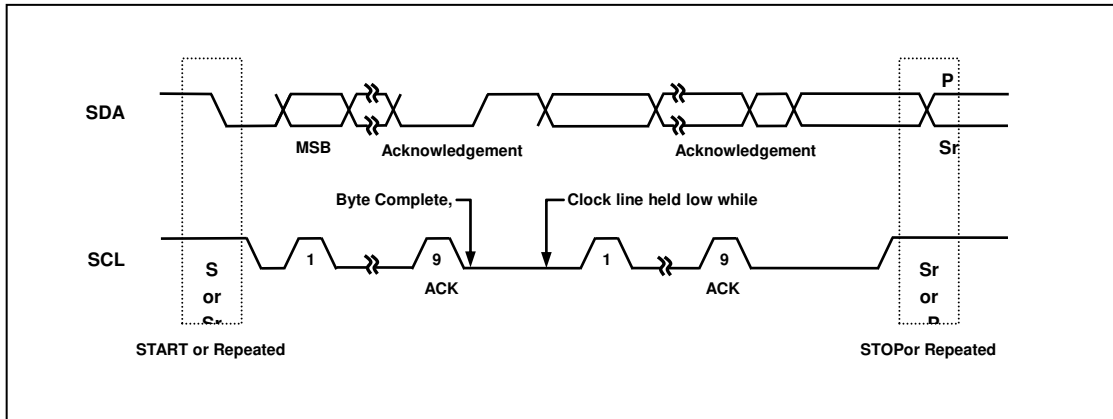 P
SDA
MSB
Acknowledgement
Acknowledgement
Sr
Byte Complete,
Clock line held low while
SCL
1
9
1
9
S
or
Sr
ACK
ACK
Sr
or
P
START or Repeated
STOPor Repeated